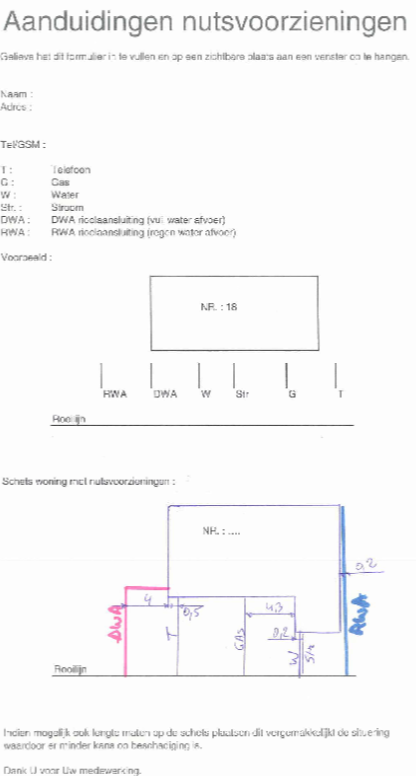 Aanduidingen nutsvoorzieningen
Gelieve het dit formulier in te vullen en op een zichtbare plaats aan een venster op te hangen.
Naam :
Adres :
Tel/GSM :
T : Telefoon
G : Gas
W : Water
Str. : Stroom
DWA : DWA rioolaansluiting (vuil water afvoer)
RWA : RWA rioolaansluiting (regen water afvoer)
Voorbeeld :
NR. : 18
RWA DWA W Str G T
Rooilijn
Schets woning met nutsvoorzieningen :
NR. : ....
0,2
4 0,5 4,3
DWA T GAS 0,2 W Str RWA
Rooilijn
Indien mogelijk ook lengte maten op de schets plaatsen dit vergemakkelijkt de situering
waardoor er minder kans op beschadiging is.
Dank U voor Uw medewerking.